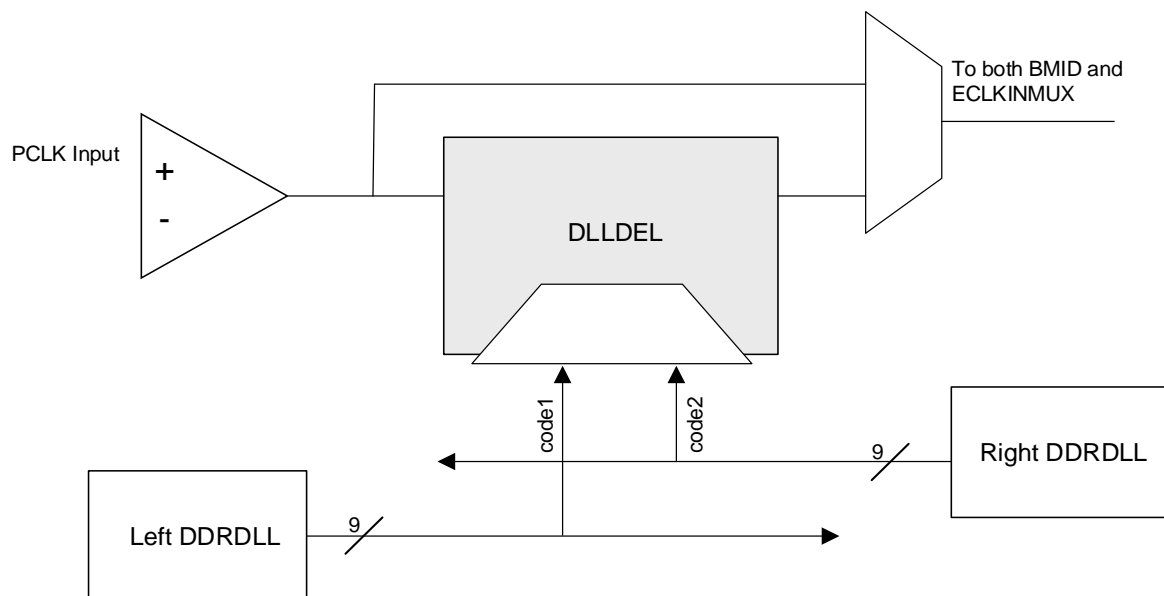 To both BMID and
ECLKINMUX
PCLK Input
+
-
DLLDEL
code1
code2
9
Right DDRDLL
9
Left DDRDLL